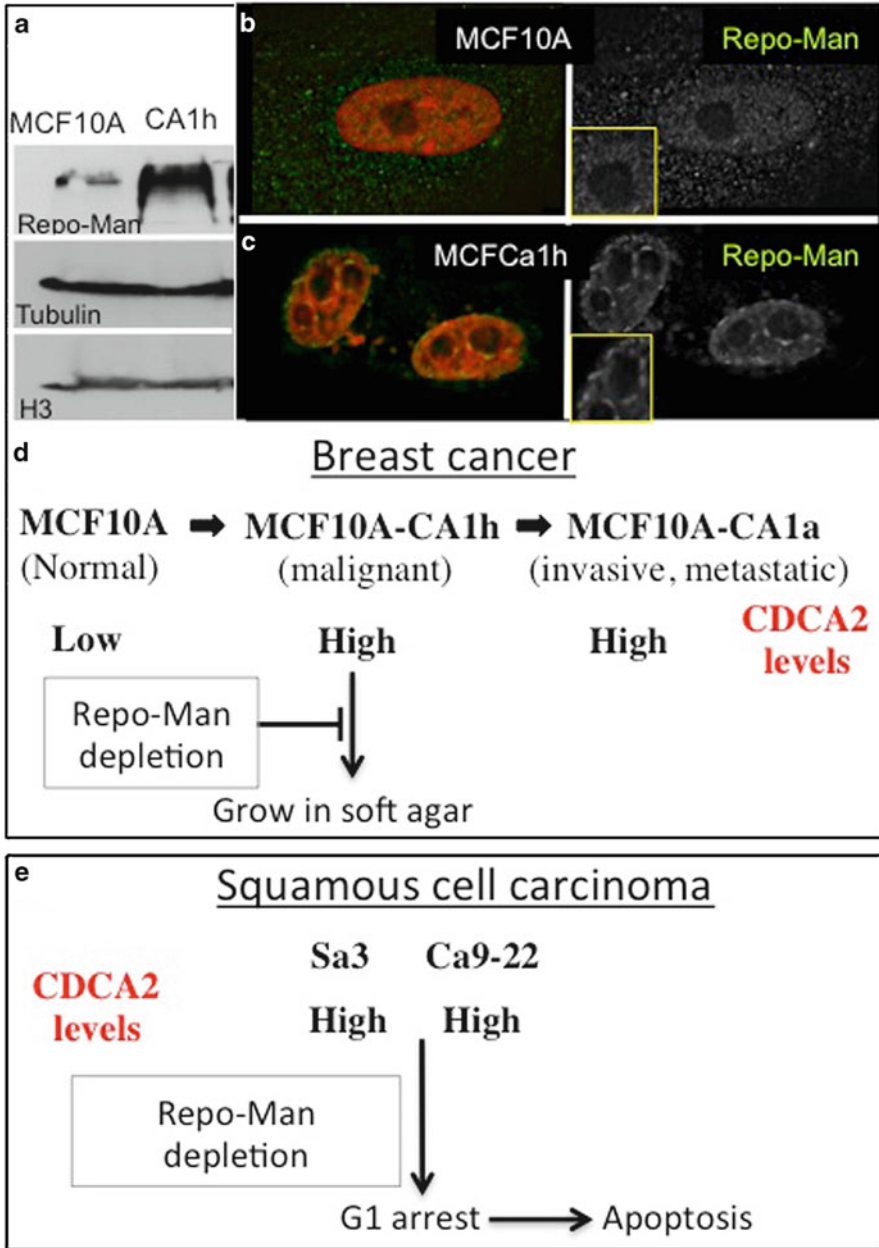 a
MCF10A CA1h
Repo-Man
Tubulin
H3
b
MCF10A
Repo-Man
c
MCFCa1h
Repo-Man
d
Breast cancer
MCF10A MCF10A-CA1h MCF10A-CA1a
(Normal) (malignant) (invasive, metastatic)
Low High High
CDCA2
levels
Repo-Man
depletion
Grow in soft agar
e
Squamous cell carcinoma
Sa3 Ca9-22
CDCA2
levels
High High
Repo-Man
depletion
G1 arrest Apoptosis